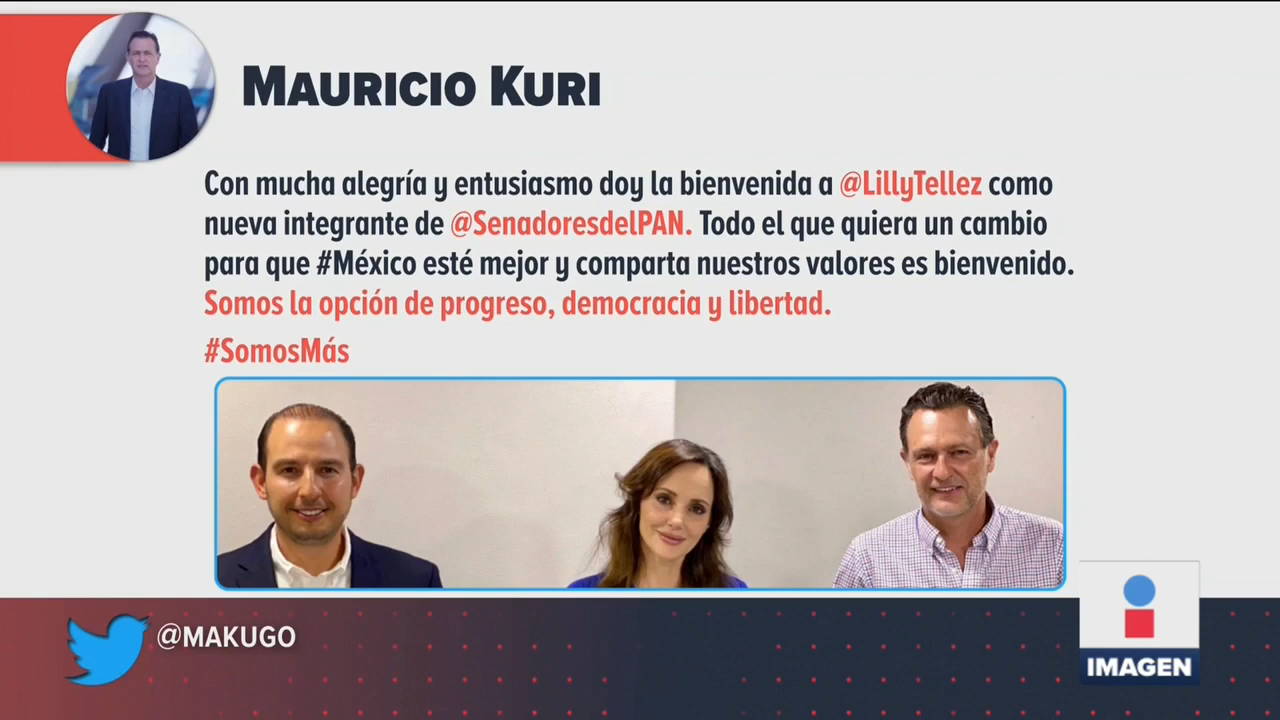 MAURICIO KURI
Con mucha alegría y entusiasmo doy la bienvenida a @LillyTellez como
nueva integrante de @SenadoresdelPAN. Todo el que quiera un cambio
para que #México esté mejor y comparta nuestros valores es bienvenido.
Somos la opción de progreso, democracia y libertad.
#SomosMás
@MAKUGO
IMAGEN